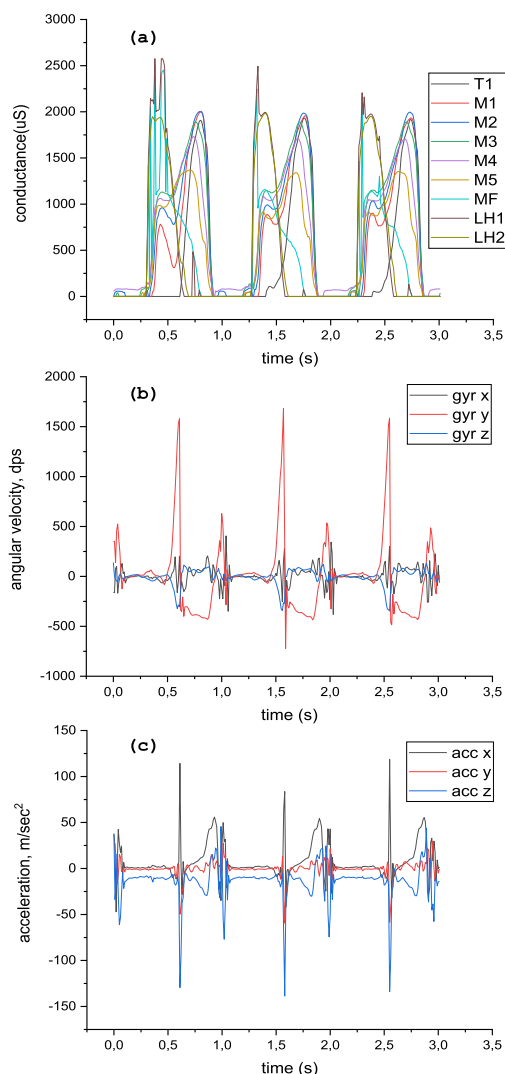 (a)
3000
2500
2000
1500
1000
500
0
conductance(uS)
T1
M1
M2
M3
M4
M5
MF
LH1
LH2
0,0 0,5 1,0 1,5 2,0 2,5 3,0 3,5
time (s)
(b)
2000
1500
1000
500
0
-500
-1000
angular velocity, dps
gyr x
gyr y
gyr z
0,0 0,5 1,0 1,5 2,0 2,5 3,0 3,5
time (s)
(c)
150
100
50
0
-50
-100
-150
acceleration, m/sec²
acc x
acc y
acc z
0,0 0,5 1,0 1,5 2,0 2,5 3,0 3,5
time (s)